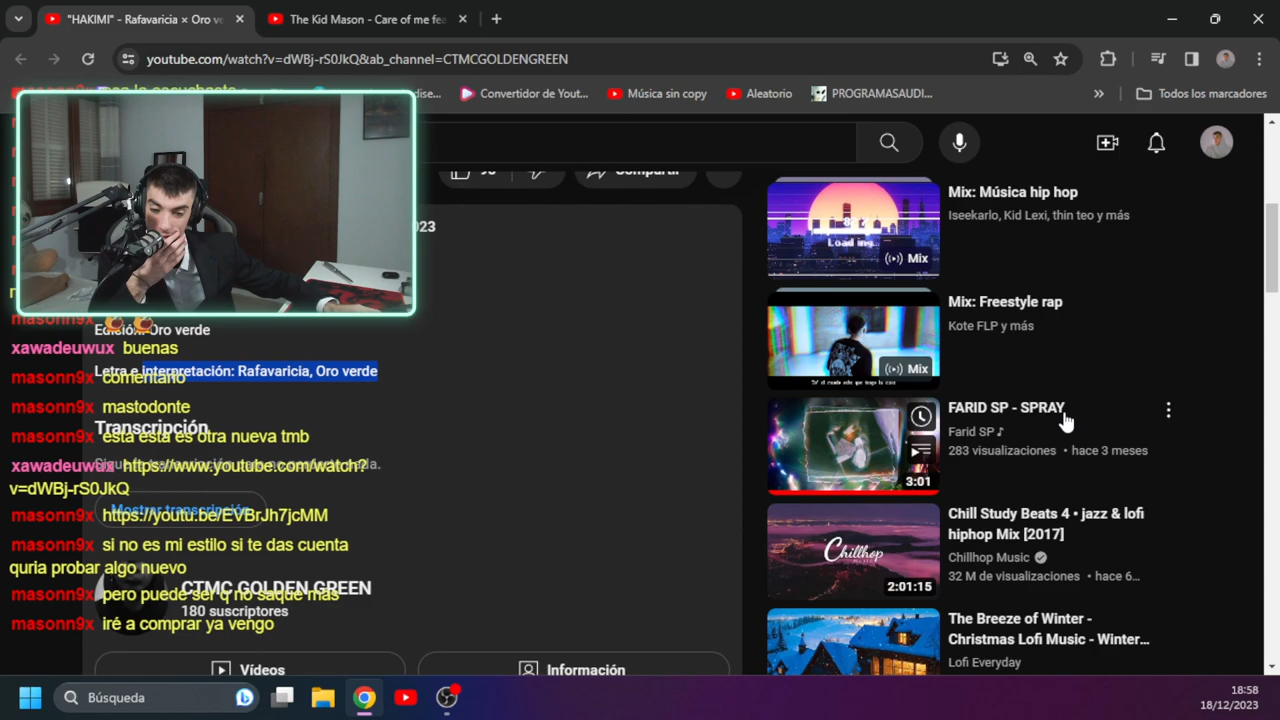 "HAKIMI" - Rafavaricia × Oro ve
The Kid Mason - Care of me fea
youtube.com/watch?v=dWBj-rS0JkQ&ab_channel=CTMCGOLDENGREEN
Convertidor de Yout...
Música sin copy
Aleatorio
PROGRAMASAUDI...
»
Todos los marcadores
Compartir
023
Edición: Oro verde
Letra e interpretación: Rafavaricia, Oro verde
Transcripción
Mostrar transcripción
CTMC GOLDEN GREEN
180 suscriptores
Vídeos
Información
masonn9x
xawadeuwux buenas
masonn9x comentario
masonn9x mastodonte
masonn9x esta esta es otra nueva tmb
xawadeuwux https://www.youtube.com/watch?
v=dWBj-rS0JkQ
masonn9x https://youtu.be/EVBrJh7jcMM
masonn9x si no es mi estilo si te das cuenta
quria probar algo nuevo
masonn9x pero puede ser q no saque mas
masonn9x iré a comprar ya vengo
Loading...
Mix
Mix: Música hip hop
Iseekarlo, Kid Lexi, thin teo y más
Mix
Mix: Freestyle rap
Kote FLP y más
3:01
FARID SP - SPRAY
Farid SP♪
283 visualizaciones • hace 3 meses
Chillhop
2:01:15
Chill Study Beats 4 • jazz & lofi
hiphop Mix [2017]
Chillhop Music
32 M de visualizaciones • hace 6...
The Breeze of Winter -
Christmas Lofi Music - Winter...
Lofi Everyday
Búsqueda
18:58
18/12/2023